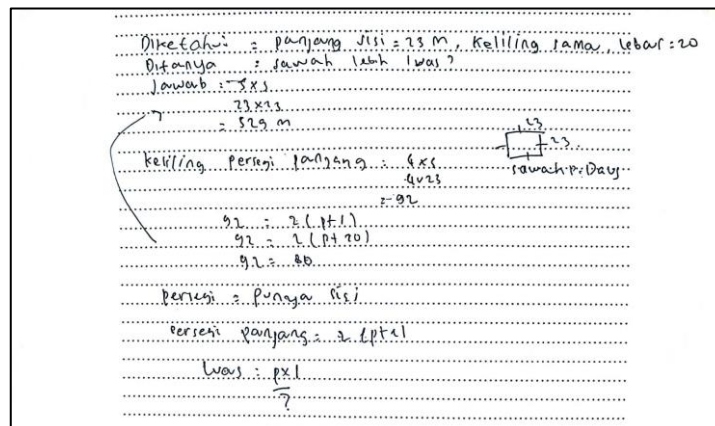 Diketahui : panjang sisi = 23 m, keliling sama, lebar = 20
Ditanya : sawah lebih luas ?
Jawab : s x s
23 x 23
= 529 m
23
23
sawah P. Daus
keliling persegi panjang = 4 x s
4 x 23
= 92
92 = 2 (p + l)
92 = 2 (p + 20)
92 = 80
persegi = punya sisi
persegi panjang = 2 (p + l
luas = p x l
?